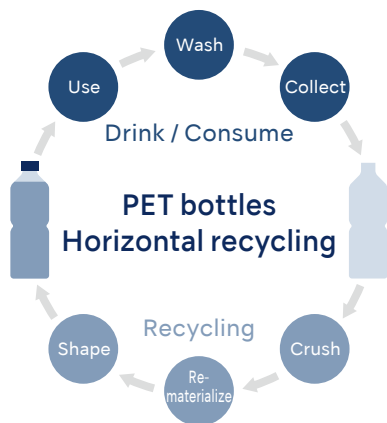 Wash
Use
Collect
Drink / Consume
PET bottles
Horizontal recycling
Recycling
Shape
Crush
Re-
materialize